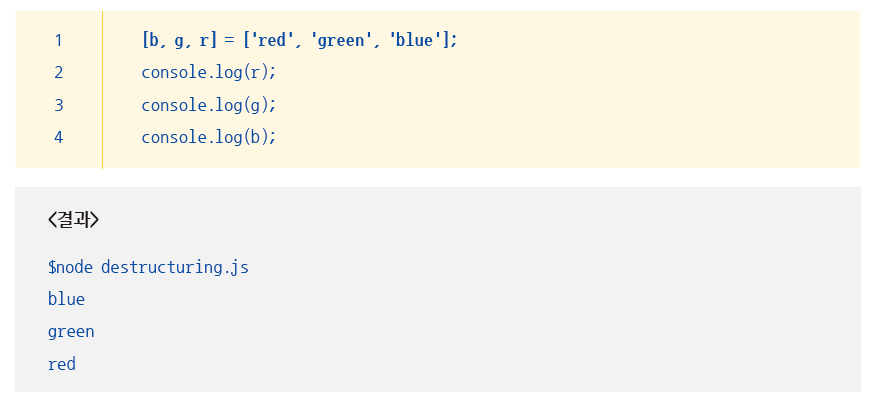 1 [b, g, r] = ['red', 'green', 'blue'];
2 console.log(r);
3 console.log(g);
4 console.log(b);
<결과>
$node destructuring.js
blue
green
red